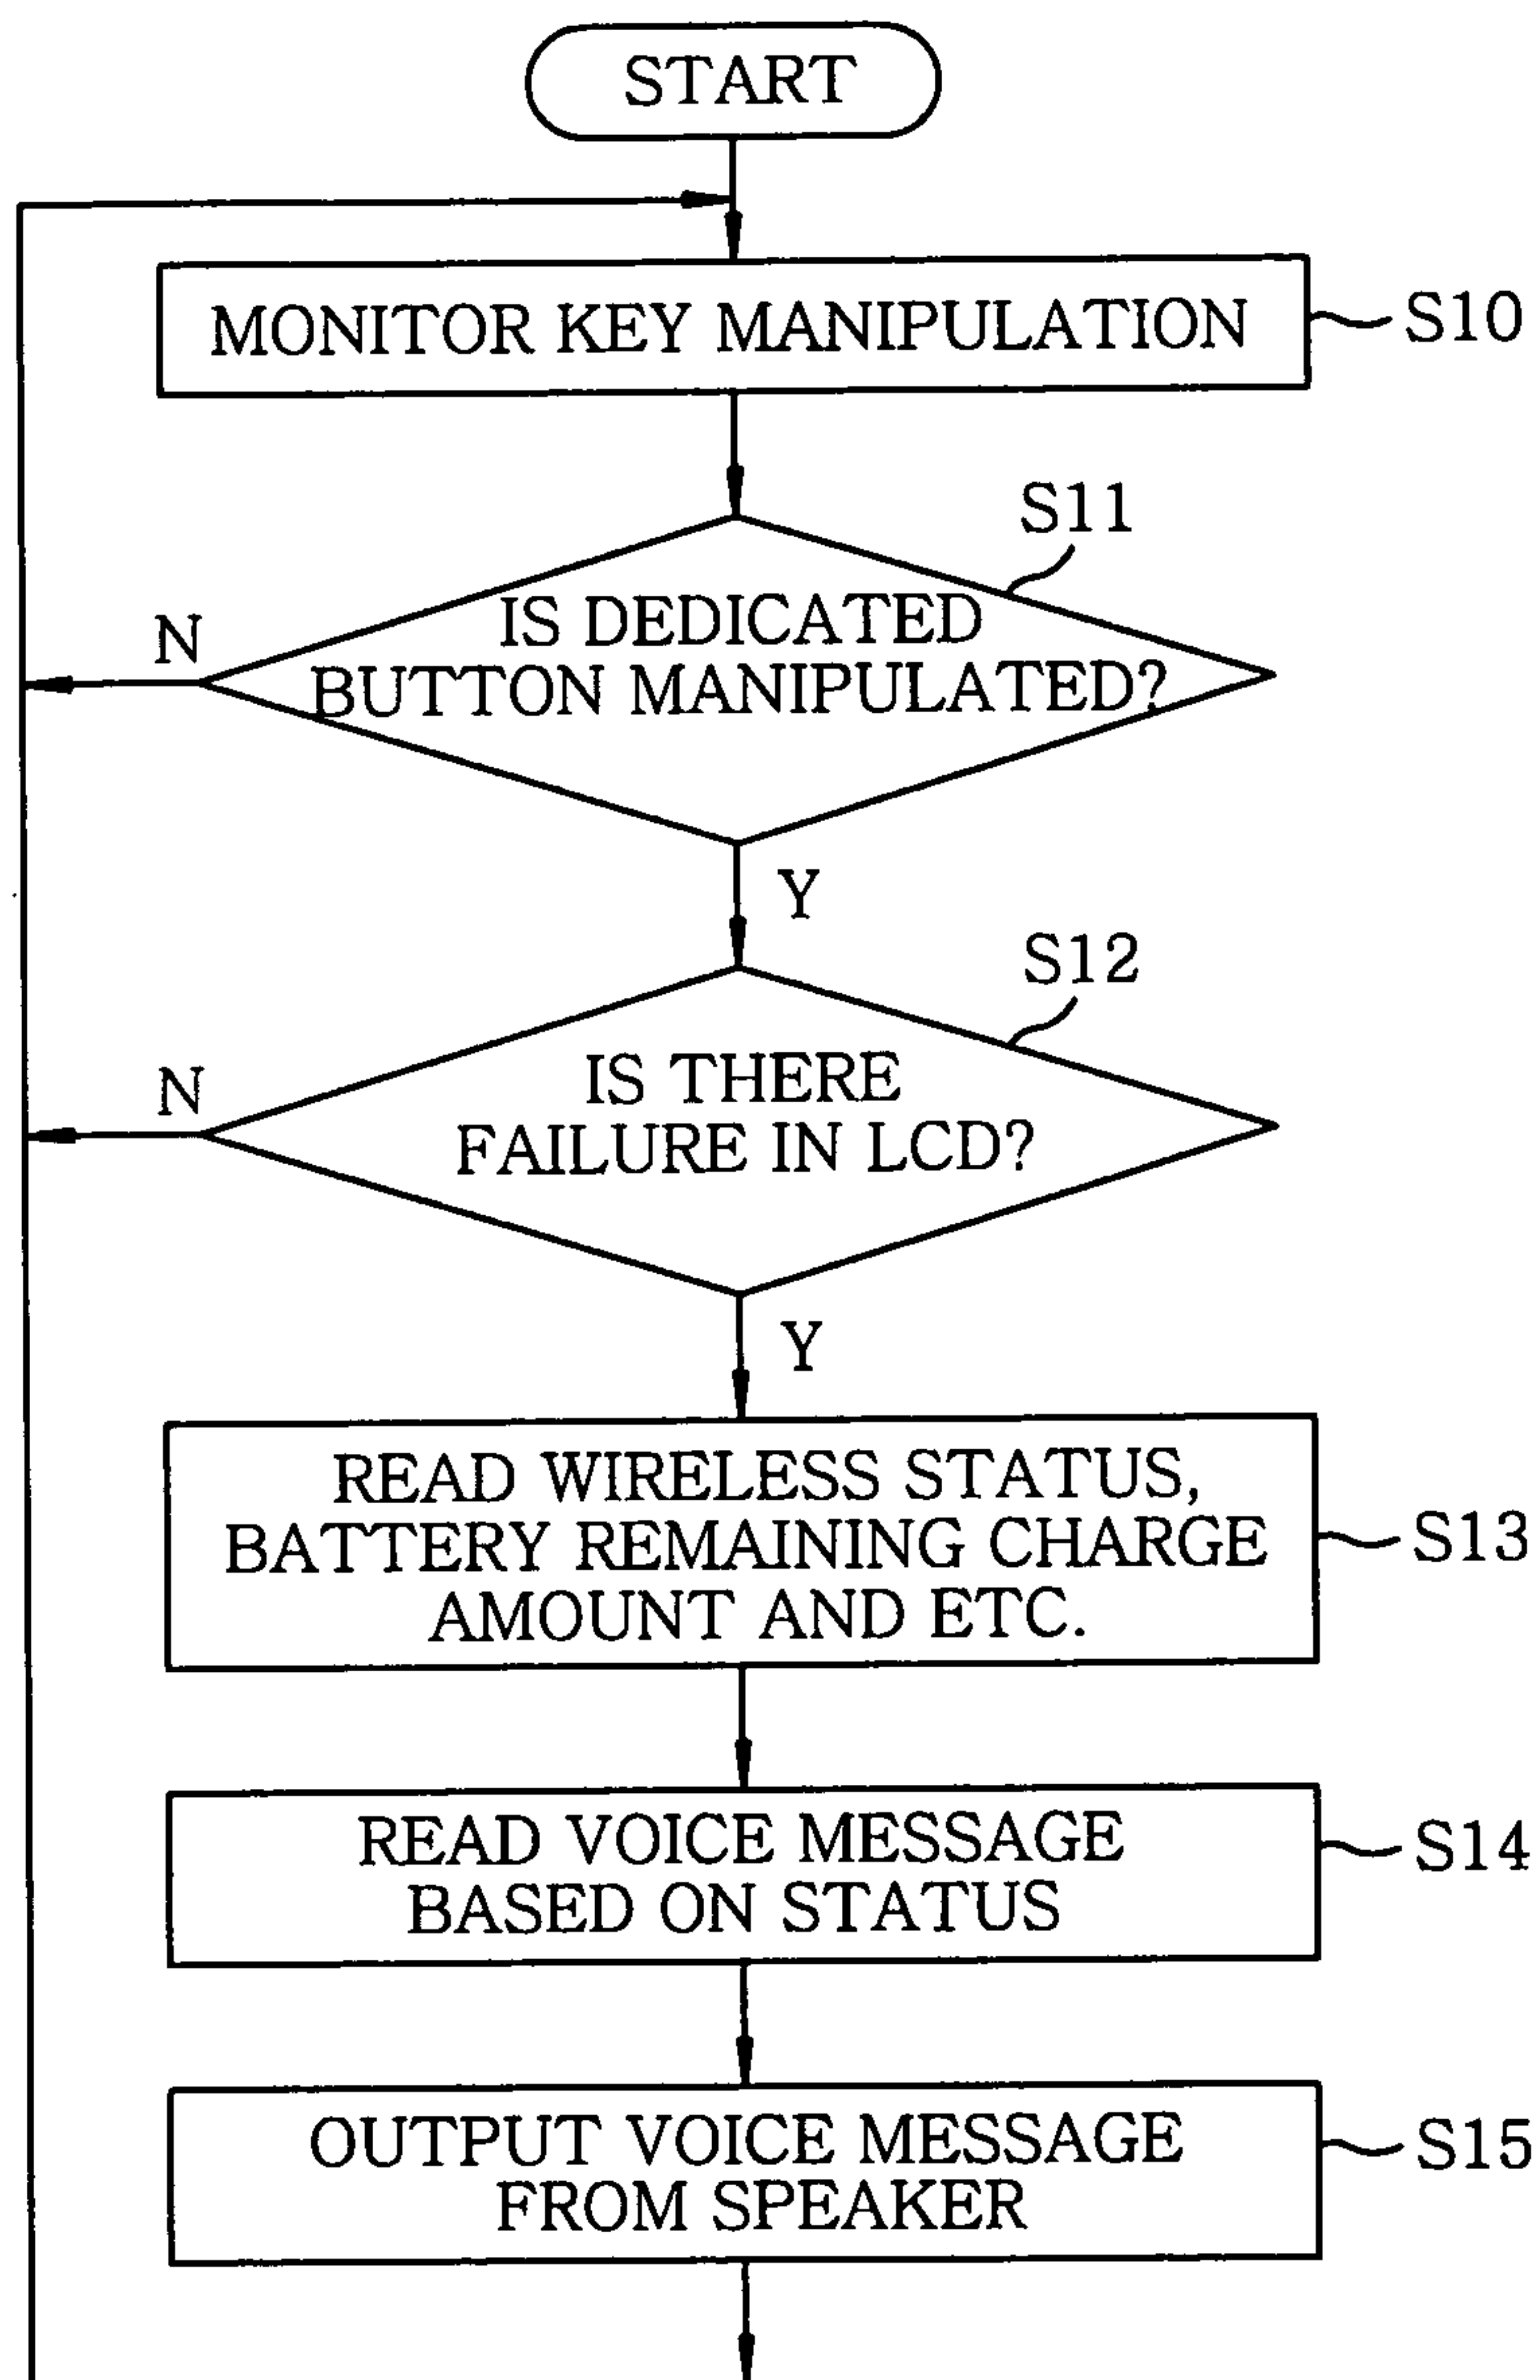 START
MONITOR KEY MANIPULATION
S10
S11
IS DEDICATED
BUTTON MANIPULATED?
N
Y
S12
IS THERE
FAILURE IN LCD?
N
Y
READ WIRELESS STATUS,
BATTERY REMAINING CHARGE
AMOUNT AND ETC.
S13
READ VOICE MESSAGE
BASED ON STATUS
S14
OUTPUT VOICE MESSAGE
FROM SPEAKER
S15